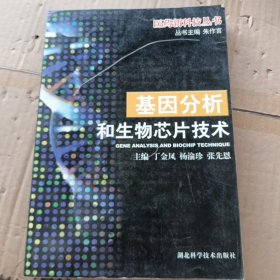 医药新科技丛书
丛书主编 朱作言
基因分析
和生物芯片技术
GENE ANALYSIS AND BIOCHIP TECHNIQUE
主编 丁金凤 杨渝珍 张先恩
湖北科学技术出版社